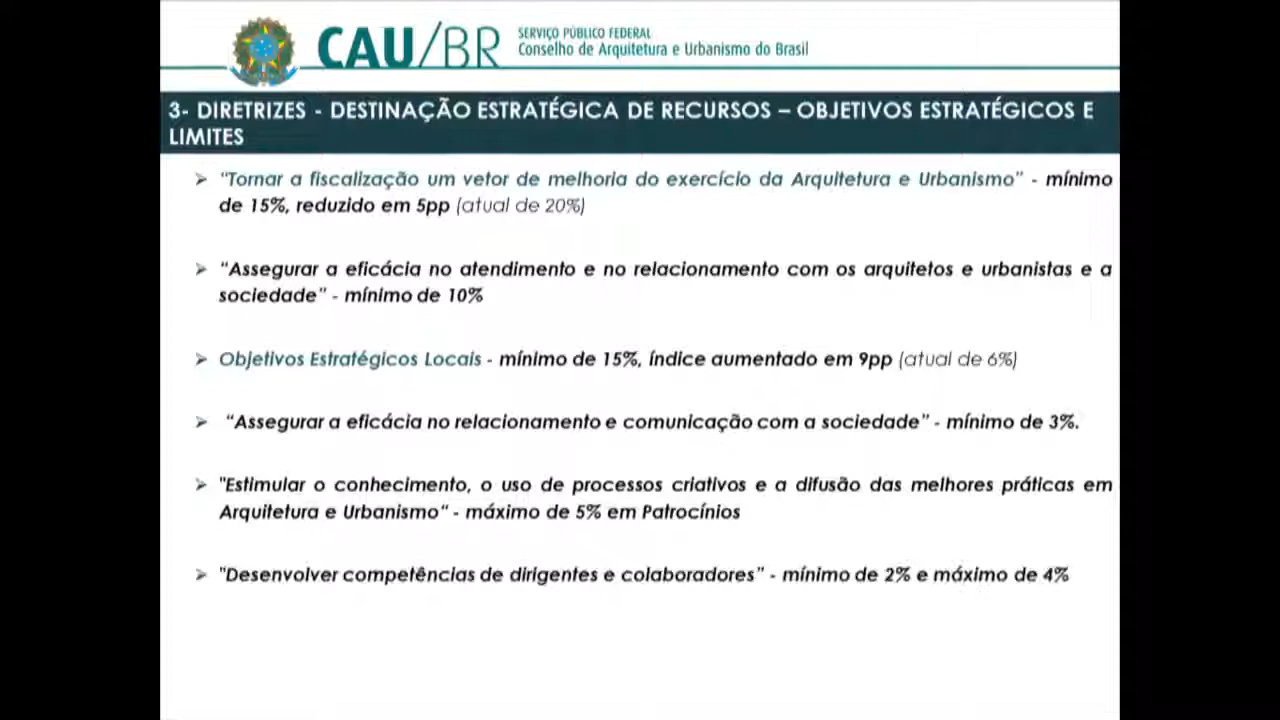 CAU/BR
SERVIÇO PÚBLICO FEDERAL
Conselho de Arquitetura e Urbanismo do Brasil
3- DIRETRIZES - DESTINAÇÃO ESTRATÉGICA DE RECURSOS – OBJETIVOS ESTRATÉGICOS E
LIMITES
➢ “Tornar a fiscalização um vetor de melhoria do exercício da Arquitetura e Urbanismo” - mínimo
de 15%, reduzido em 5pp (atual de 20%)
➢ “Assegurar a eficácia no atendimento e no relacionamento com os arquitetos e urbanistas e a
sociedade” - mínimo de 10%
➢ Objetivos Estratégicos Locais - mínimo de 15%, índice aumentado em 9pp (atual de 6%)
➢ “Assegurar a eficácia no relacionamento e comunicação com a sociedade” - mínimo de 3%.
➢ "Estimular o conhecimento, o uso de processos criativos e a difusão das melhores práticas em
Arquitetura e Urbanismo“ - máximo de 5% em Patrocínios
➢ "Desenvolver competências de dirigentes e colaboradores” - mínimo de 2% e máximo de 4%